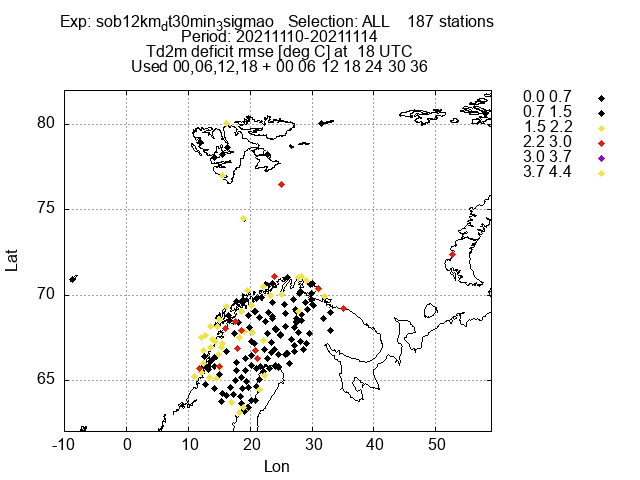 Exp: sob12km_dt30min_3sigmao   Selection: ALL    187 stations
Period: 20211110-20211114
Td2m deficit rmse [deg C] at  18 UTC
Used 00,06,12,18 + 00 06 12 18 24 30 36
0.0 0.7
0.7 1.5
1.5 2.2
2.2 3.0
3.0 3.7
3.7 4.4
80
75
70
65
Lat
-10 0 10 20 30 40 50
Lon